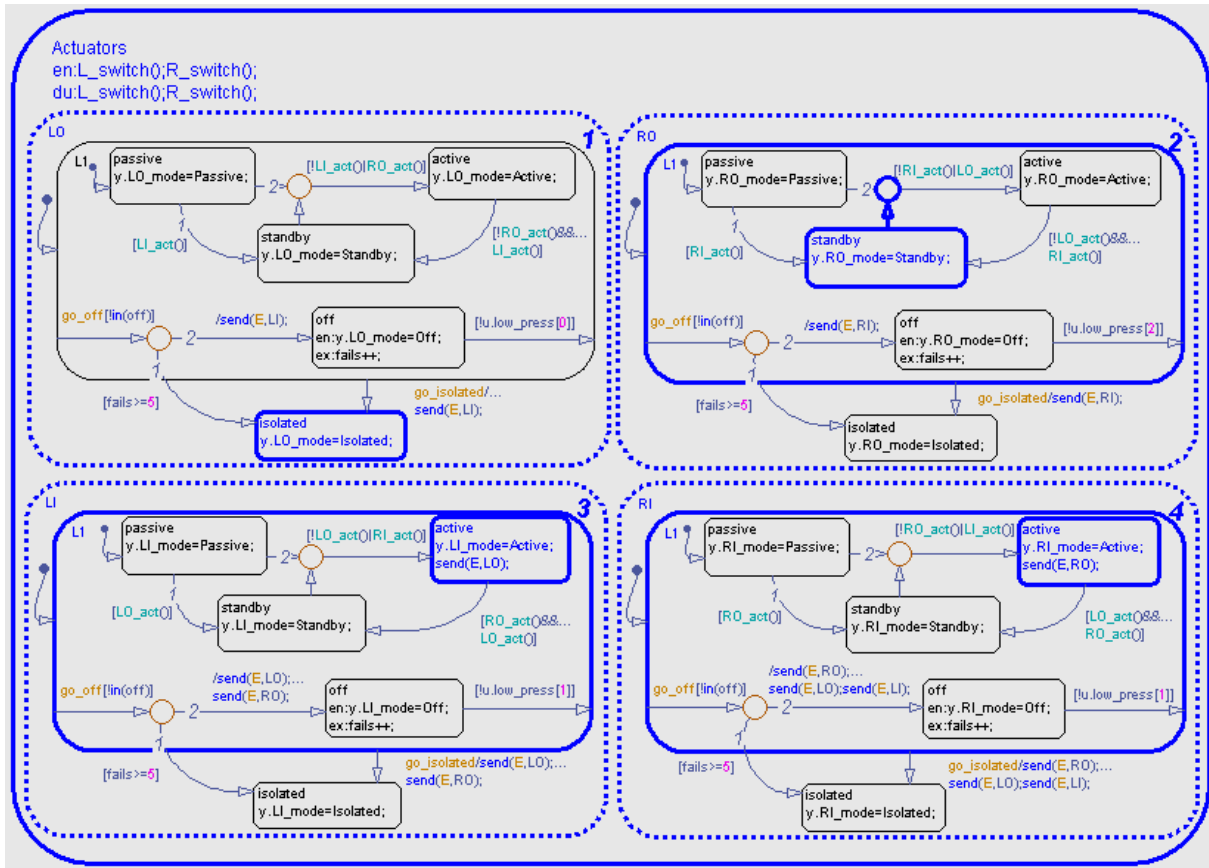 Actuators
en:L_switch();R_switch();
du:L_switch();R_switch();
LO
1
L1
passive
y.LO_mode=Passive;
2
[!LI_act()|RO_act()]
active
y.LO_mode=Active;
1
[LI_act()]
standby
y.LO_mode=Standby;
[!RO_act()&&...
LI_act()]
go_off[!in(off)]
2
/send(E,LI);
off
en:y.LO_mode=Off;
ex:fails++;
[!u.low_press[0]]
1
[fails>=5]
go_isolated/...
send(E,LI);
isolated
y.LO_mode=Isolated;
RO
2
L1
passive
y.RO_mode=Passive;
2
[!RI_act()|LO_act()]
active
y.RO_mode=Active;
1
[RI_act()]
standby
y.RO_mode=Standby;
[!LO_act()&&...
RI_act()]
go_off[!in(off)]
2
/send(E,RI);
off
en:y.RO_mode=Off;
ex:fails++;
[!u.low_press[2]]
1
[fails>=5]
go_isolated/send(E,RI);
isolated
y.RO_mode=Isolated;
LI
3
L1
passive
y.LI_mode=Passive;
2
[!LO_act()|RI_act()]
active
y.LI_mode=Active;
send(E,LO);
1
[LO_act()]
standby
y.LI_mode=Standby;
[RO_act()&&...
LO_act()]
go_off[!in(off)]
2
/send(E,LO);...
send(E,RO);
off
en:y.LI_mode=Off;
ex:fails++;
[!u.low_press[1]]
1
[fails>=5]
go_isolated/send(E,LO);...
send(E,RO);
isolated
y.LI_mode=Isolated;
RI
4
L1
passive
y.RI_mode=Passive;
2
[!RO_act()|LI_act()]
active
y.RI_mode=Active;
send(E,RO);
1
[RO_act()]
standby
y.RI_mode=Standby;
[LO_act()&&...
RO_act()]
go_off[!in(off)]
2
/send(E,RO);...
send(E,LO);send(E,LI);
off
en:y.RI_mode=Off;
ex:fails++;
[!u.low_press[1]]
1
[fails>=5]
go_isolated/send(E,RO);...
send(E,LO);send(E,LI);
isolated
y.RI_mode=Isolated;